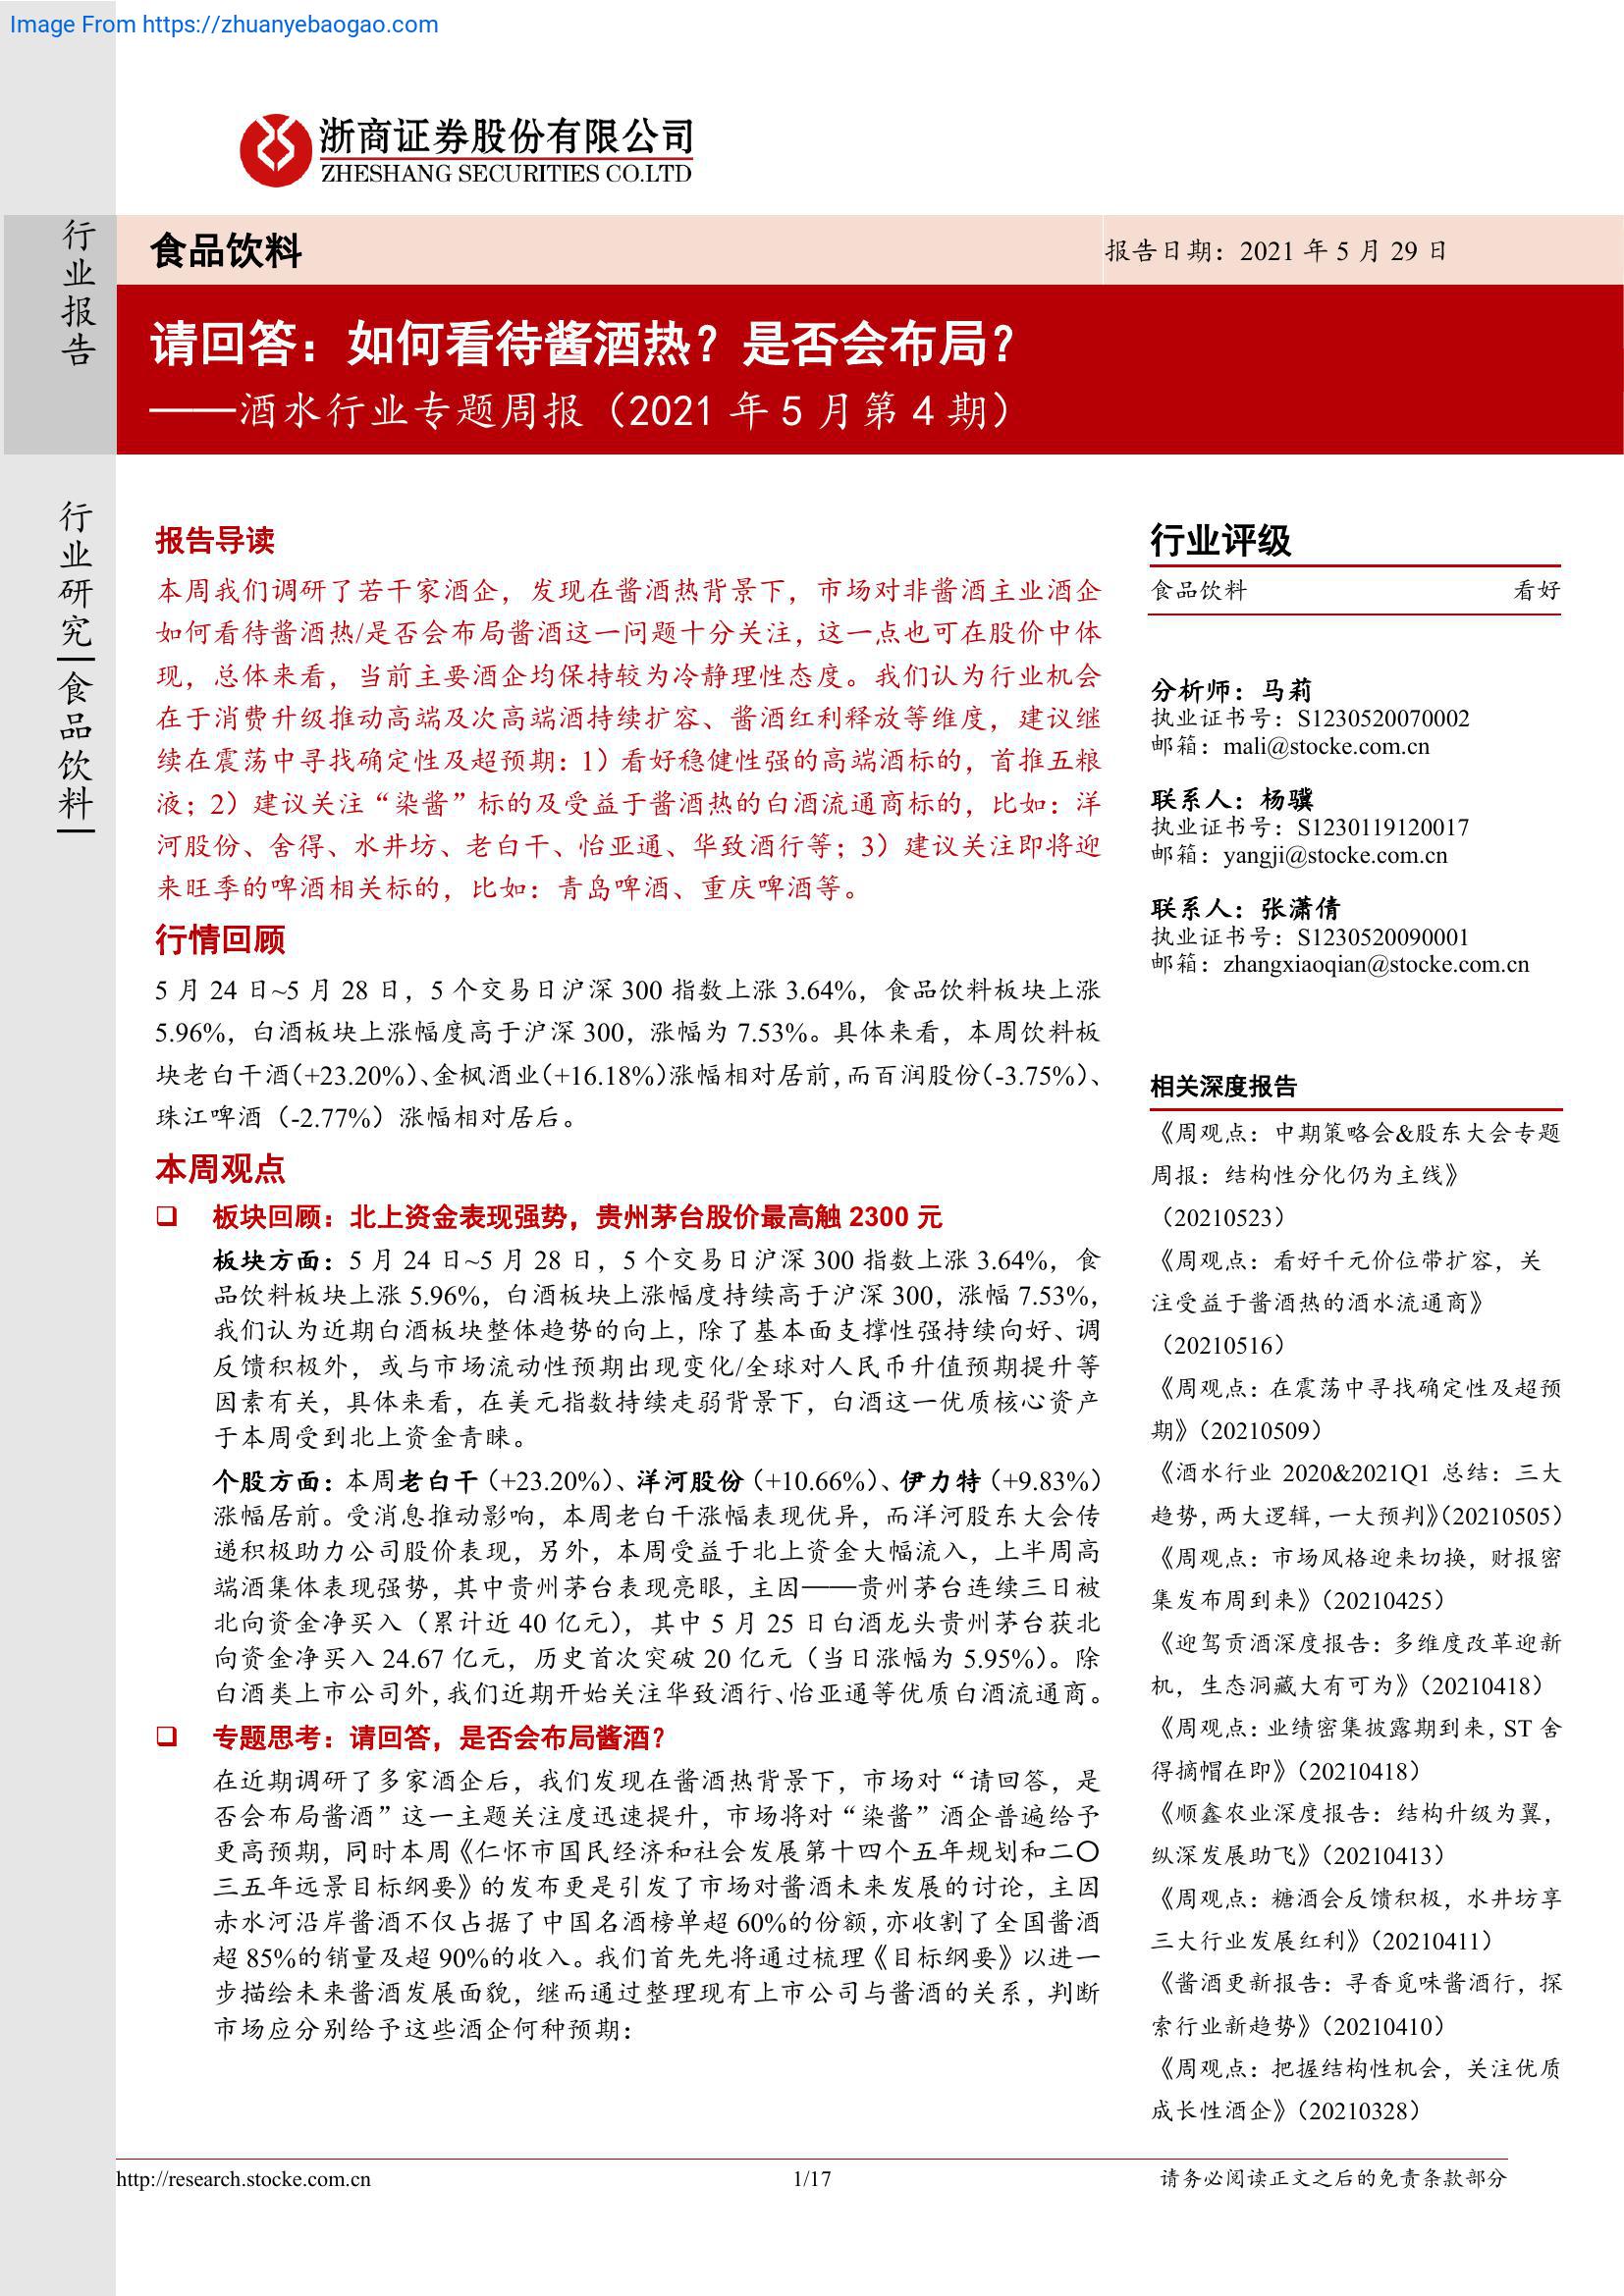 Image From https://zhuanyebaogao.com
浙商证券股份有限公司
ZHESHANG SECURITIES CO.LTD
行业报告
食品饮料
报告日期：2021 年 5 月 29 日
请回答：如何看待酱酒热？是否会布局？
——酒水行业专题周报（2021 年 5 月第 4 期）
行业研究|食品饮料|
报告导读
本周我们调研了若干家酒企，发现在酱酒热背景下，市场对非酱酒主业酒企
如何看待酱酒热/是否会布局酱酒这一问题十分关注，这一点也可在股价中体
现，总体来看，当前主要酒企均保持较为冷静理性态度。我们认为行业机会
在于消费升级推动高端及次高端酒持续扩容、酱酒红利释放等维度，建议继
续在震荡中寻找确定性及超预期：1）看好稳健性强的高端酒标的，首推五粮
液；2）建议关注“染酱”标的及受益于酱酒热的白酒流通商标的，比如：洋
河股份、舍得、水井坊、老白干、怡亚通、华致酒行等；3）建议关注即将迎
来旺季的啤酒相关标的，比如：青岛啤酒、重庆啤酒等。
行情回顾
5 月 24 日~5 月 28 日，5 个交易日沪深 300 指数上涨 3.64%，食品饮料板块上涨
5.96%，白酒板块上涨幅度高于沪深 300，涨幅为 7.53%。具体来看，本周饮料板
块老白干酒（+23.20%）、金枫酒业（+16.18%）涨幅相对居前，而百润股份（-3.75%）、
珠江啤酒（-2.77%）涨幅相对居后。
本周观点
❑ 板块回顾：北上资金表现强势，贵州茅台股价最高触 2300 元
板块方面：5 月 24 日~5 月 28 日，5 个交易日沪深 300 指数上涨 3.64%，食
品饮料板块上涨 5.96%，白酒板块上涨幅度持续高于沪深 300，涨幅 7.53%，
我们认为近期白酒板块整体趋势的向上，除了基本面支撑性强持续向好、调
反馈积极外，或与市场流动性预期出现变化/全球对人民币升值预期提升等
因素有关，具体来看，在美元指数持续走弱背景下，白酒这一优质核心资产
于本周受到北上资金青睐。
个股方面：本周老白干（+23.20%）、洋河股份（+10.66%）、伊力特（+9.83%）
涨幅居前。受消息推动影响，本周老白干涨幅表现优异，而洋河股东大会传
递积极助力公司股价表现，另外，本周受益于北上资金大幅流入，上半周高
端酒集体表现强势，其中贵州茅台表现亮眼，主因——贵州茅台连续三日被
北向资金净买入（累计近 40 亿元），其中 5 月 25 日白酒龙头贵州茅台获北
向资金净买入 24.67 亿元，历史首次突破 20 亿元（当日涨幅为 5.95%）。除
白酒类上市公司外，我们近期开始关注华致酒行、怡亚通等优质白酒流通商。
❑ 专题思考：请回答，是否会布局酱酒？
在近期调研了多家酒企后，我们发现在酱酒热背景下，市场对“请回答，是
否会布局酱酒”这一主题关注度迅速提升，市场将对“染酱”酒企普遍给予
更高预期，同时本周《仁怀市国民经济和社会发展第十四个五年规划和二〇
三五年远景目标纲要》的发布更是引发了市场对酱酒未来发展的讨论，主因
赤水河沿岸酱酒不仅占据了中国名酒榜单超 60%的份额，亦收割了全国酱酒
超 85%的销量及超 90%的收入。我们首先先将通过梳理《目标纲要》以进一
步描绘未来酱酒发展面貌，继而通过整理现有上市公司与酱酒的关系，判断
市场应分别给予这些酒企何种预期：
行业评级
食品饮料 看好
分析师：马莉
执业证书号：S1230520070002
邮箱：mali@stocke.com.cn
联系人：杨骥
执业证书号：S1230119120017
邮箱：yangji@stocke.com.cn
联系人：张潇倩
执业证书号：S1230520090001
邮箱：zhangxiaoqian@stocke.com.cn
相关深度报告
《周观点：中期策略会&股东大会专题
周报：结构性分化仍为主线》
（20210523）
《周观点：看好千元价位带扩容，关
注受益于酱酒热的酒水流通商》
（20210516）
《周观点：在震荡中寻找确定性及超预
期》（20210509）
《酒水行业 2020&2021Q1 总结：三大
趋势，两大逻辑，一大预判》（20210505）
《周观点：市场风格迎来切换，财报密
集发布周到来》（20210425）
《迎驾贡酒深度报告：多维度改革迎新
机，生态洞藏大有可为》（20210418）
《周观点：业绩密集披露期到来，ST 舍
得摘帽在即》（20210418）
《顺鑫农业深度报告：结构升级为翼，
纵深发展助飞》（20210413）
《周观点：糖酒会反馈积极，水井坊享
三大行业发展红利》（20210411）
《酱酒更新报告：寻香觅味酱酒行，探
索行业新趋势》（20210410）
《周观点：把握结构性机会，关注优质
成长性酒企》（20210328）
http://research.stocke.com.cn
1/17
请务必阅读正文之后的免责条款部分